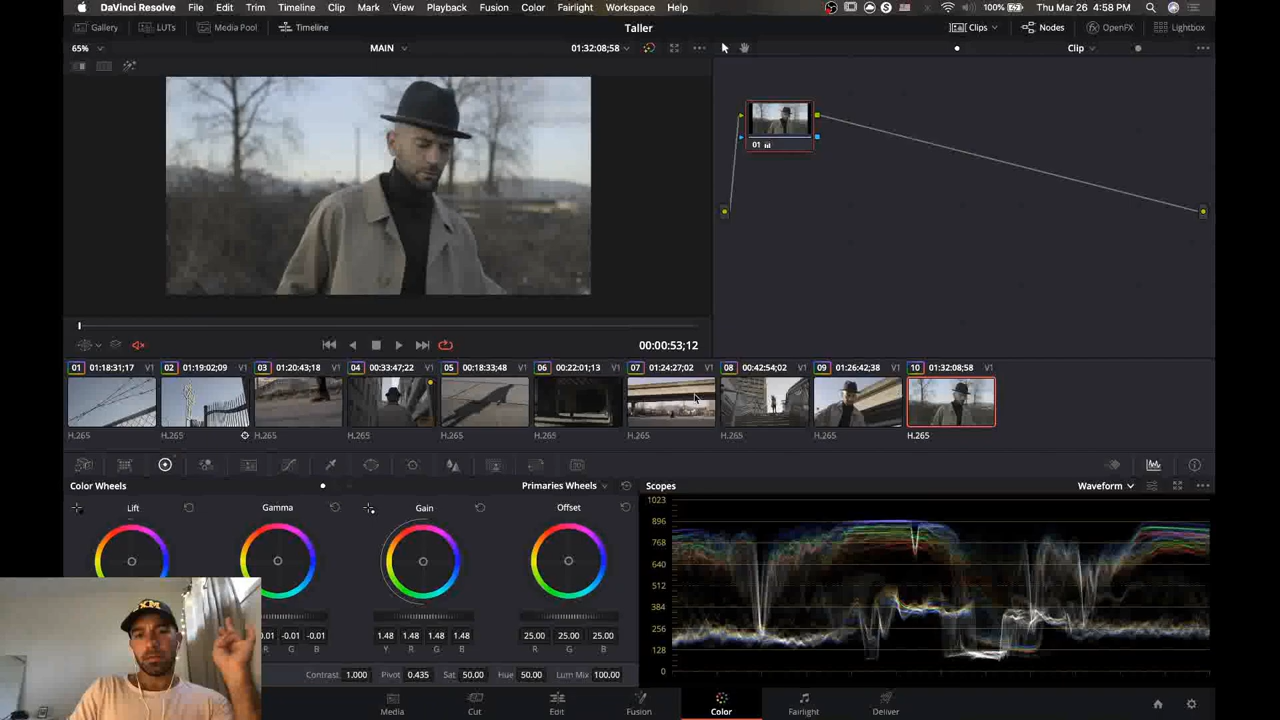 DaVinci Resolve File Edit Trim Timeline Clip Mark View Playback Fusion Color Fairlight Workspace Help 100% Thu Mar 26 4:58 PM
Gallery LUTs Media Pool Timeline Taller Clips Nodes OpenFX Lightbox
65% MAIN 01:32:08;58 Clip
01
00:00:53;12
01 01:18:31;17 V1 02 01:19:02;09 V1 03 01:20:43;18 V1 04 00:33:47;22 V1 05 00:18:33;48 V1 06 00:22:01;13 V1 07 01:24:27;02 V1 08 00:42:54;02 V1 09 01:26:42;38 V1 10 01:32:08;58 V1
H.265 H.265 H.265 H.265 H.265 H.265 H.265 H.265 H.265 H.265
Color Wheels Primaries Wheels Scopes Waveform
Lift Gamma Gain Offset
1023
896
768
640
512
384
256
128
0
-0.01 -0.01 1.48 1.48 1.48 1.48 25.00 25.00 25.00
R G B Y R G B R G B
Contrast 1.000 Pivot 0.435 Sat 50.00 Hue 50.00 Lum Mix 100.00
Media Cut Edit Fusion Color Fairlight Deliver